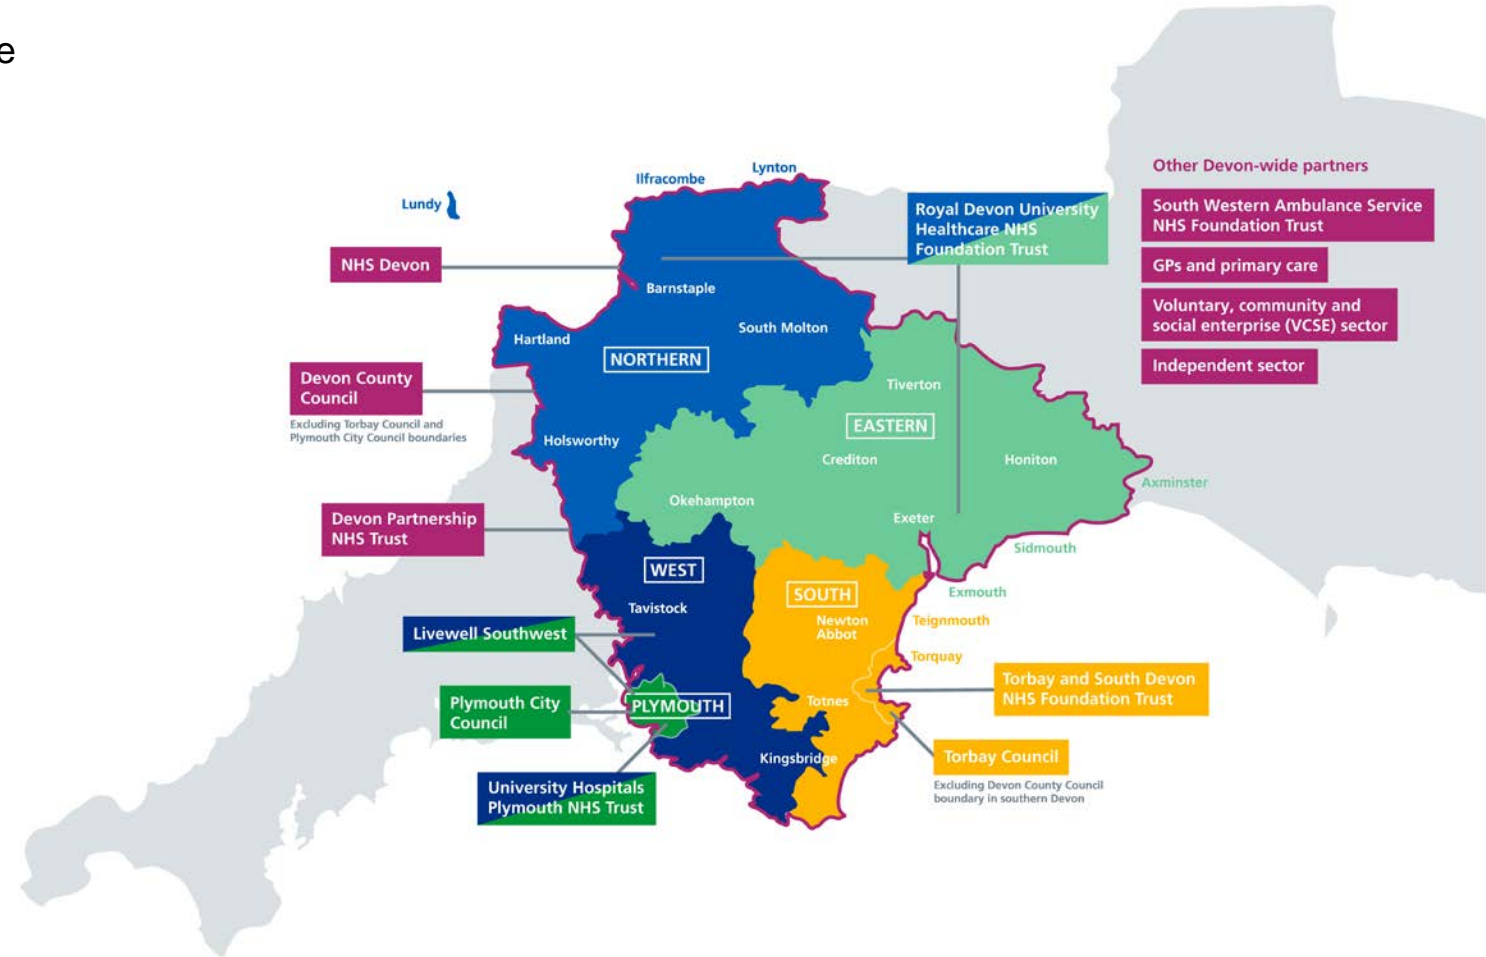 e
Lynton
Ilfracombe
Lundy
Other Devon-wide partners
South Western Ambulance Service
NHS Foundation Trust
GPs and primary care
Voluntary, community and
social enterprise (VCSE) sector
Independent sector
Royal Devon University
Healthcare NHS
Foundation Trust
NHS Devon
Barnstaple
South Molton
Hartland
NORTHERN
Devon County
Council
Excluding Torbay Council and
Plymouth City Council boundaries
Tiverton
EASTERN
Holsworthy
Crediton
Honiton
Axminster
Okehampton
Exeter
Devon Partnership
NHS Trust
Sidmouth
WEST
SOUTH
Exmouth
Tavistock
Newton
Abbot
Teignmouth
Livewell Southwest
Torquay
Torbay and South Devon
NHS Foundation Trust
Plymouth City
Council
PLYMOUTH
Totnes
Kingsbridge
Torbay Council
Excluding Devon County Council
boundary in southern Devon
University Hospitals
Plymouth NHS Trust